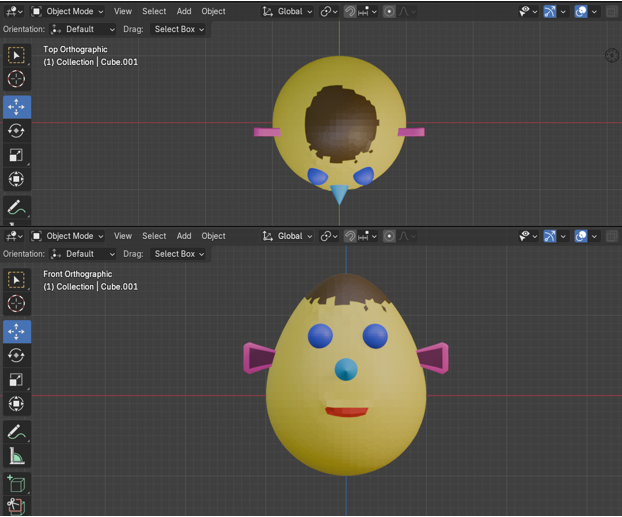 Object Mode View Select Add Object Global
Orientation: Default Drag: Select Box
Top Orthographic
(1) Collection | Cube.001
Object Mode View Select Add Object Global
Orientation: Default Drag: Select Box
Front Orthographic
(1) Collection | Cube.001